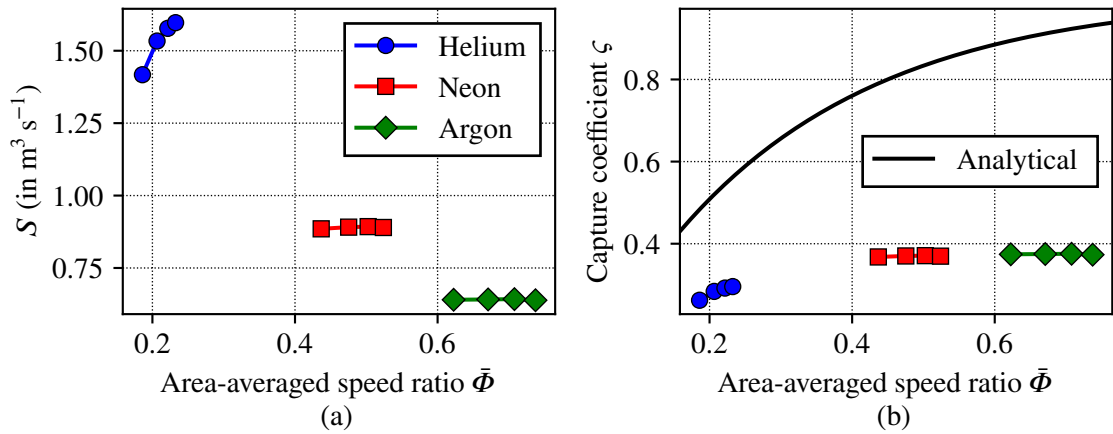 1.50
1.25
1.00
0.75
S (in m³ s⁻¹)
Helium
Neon
Argon
0.2
0.4
0.6
Area-averaged speed ratio Φ̄
(a)
0.8
0.6
0.4
Capture coefficient ς
Analytical
0.2
0.4
0.6
Area-averaged speed ratio Φ̄
(b)